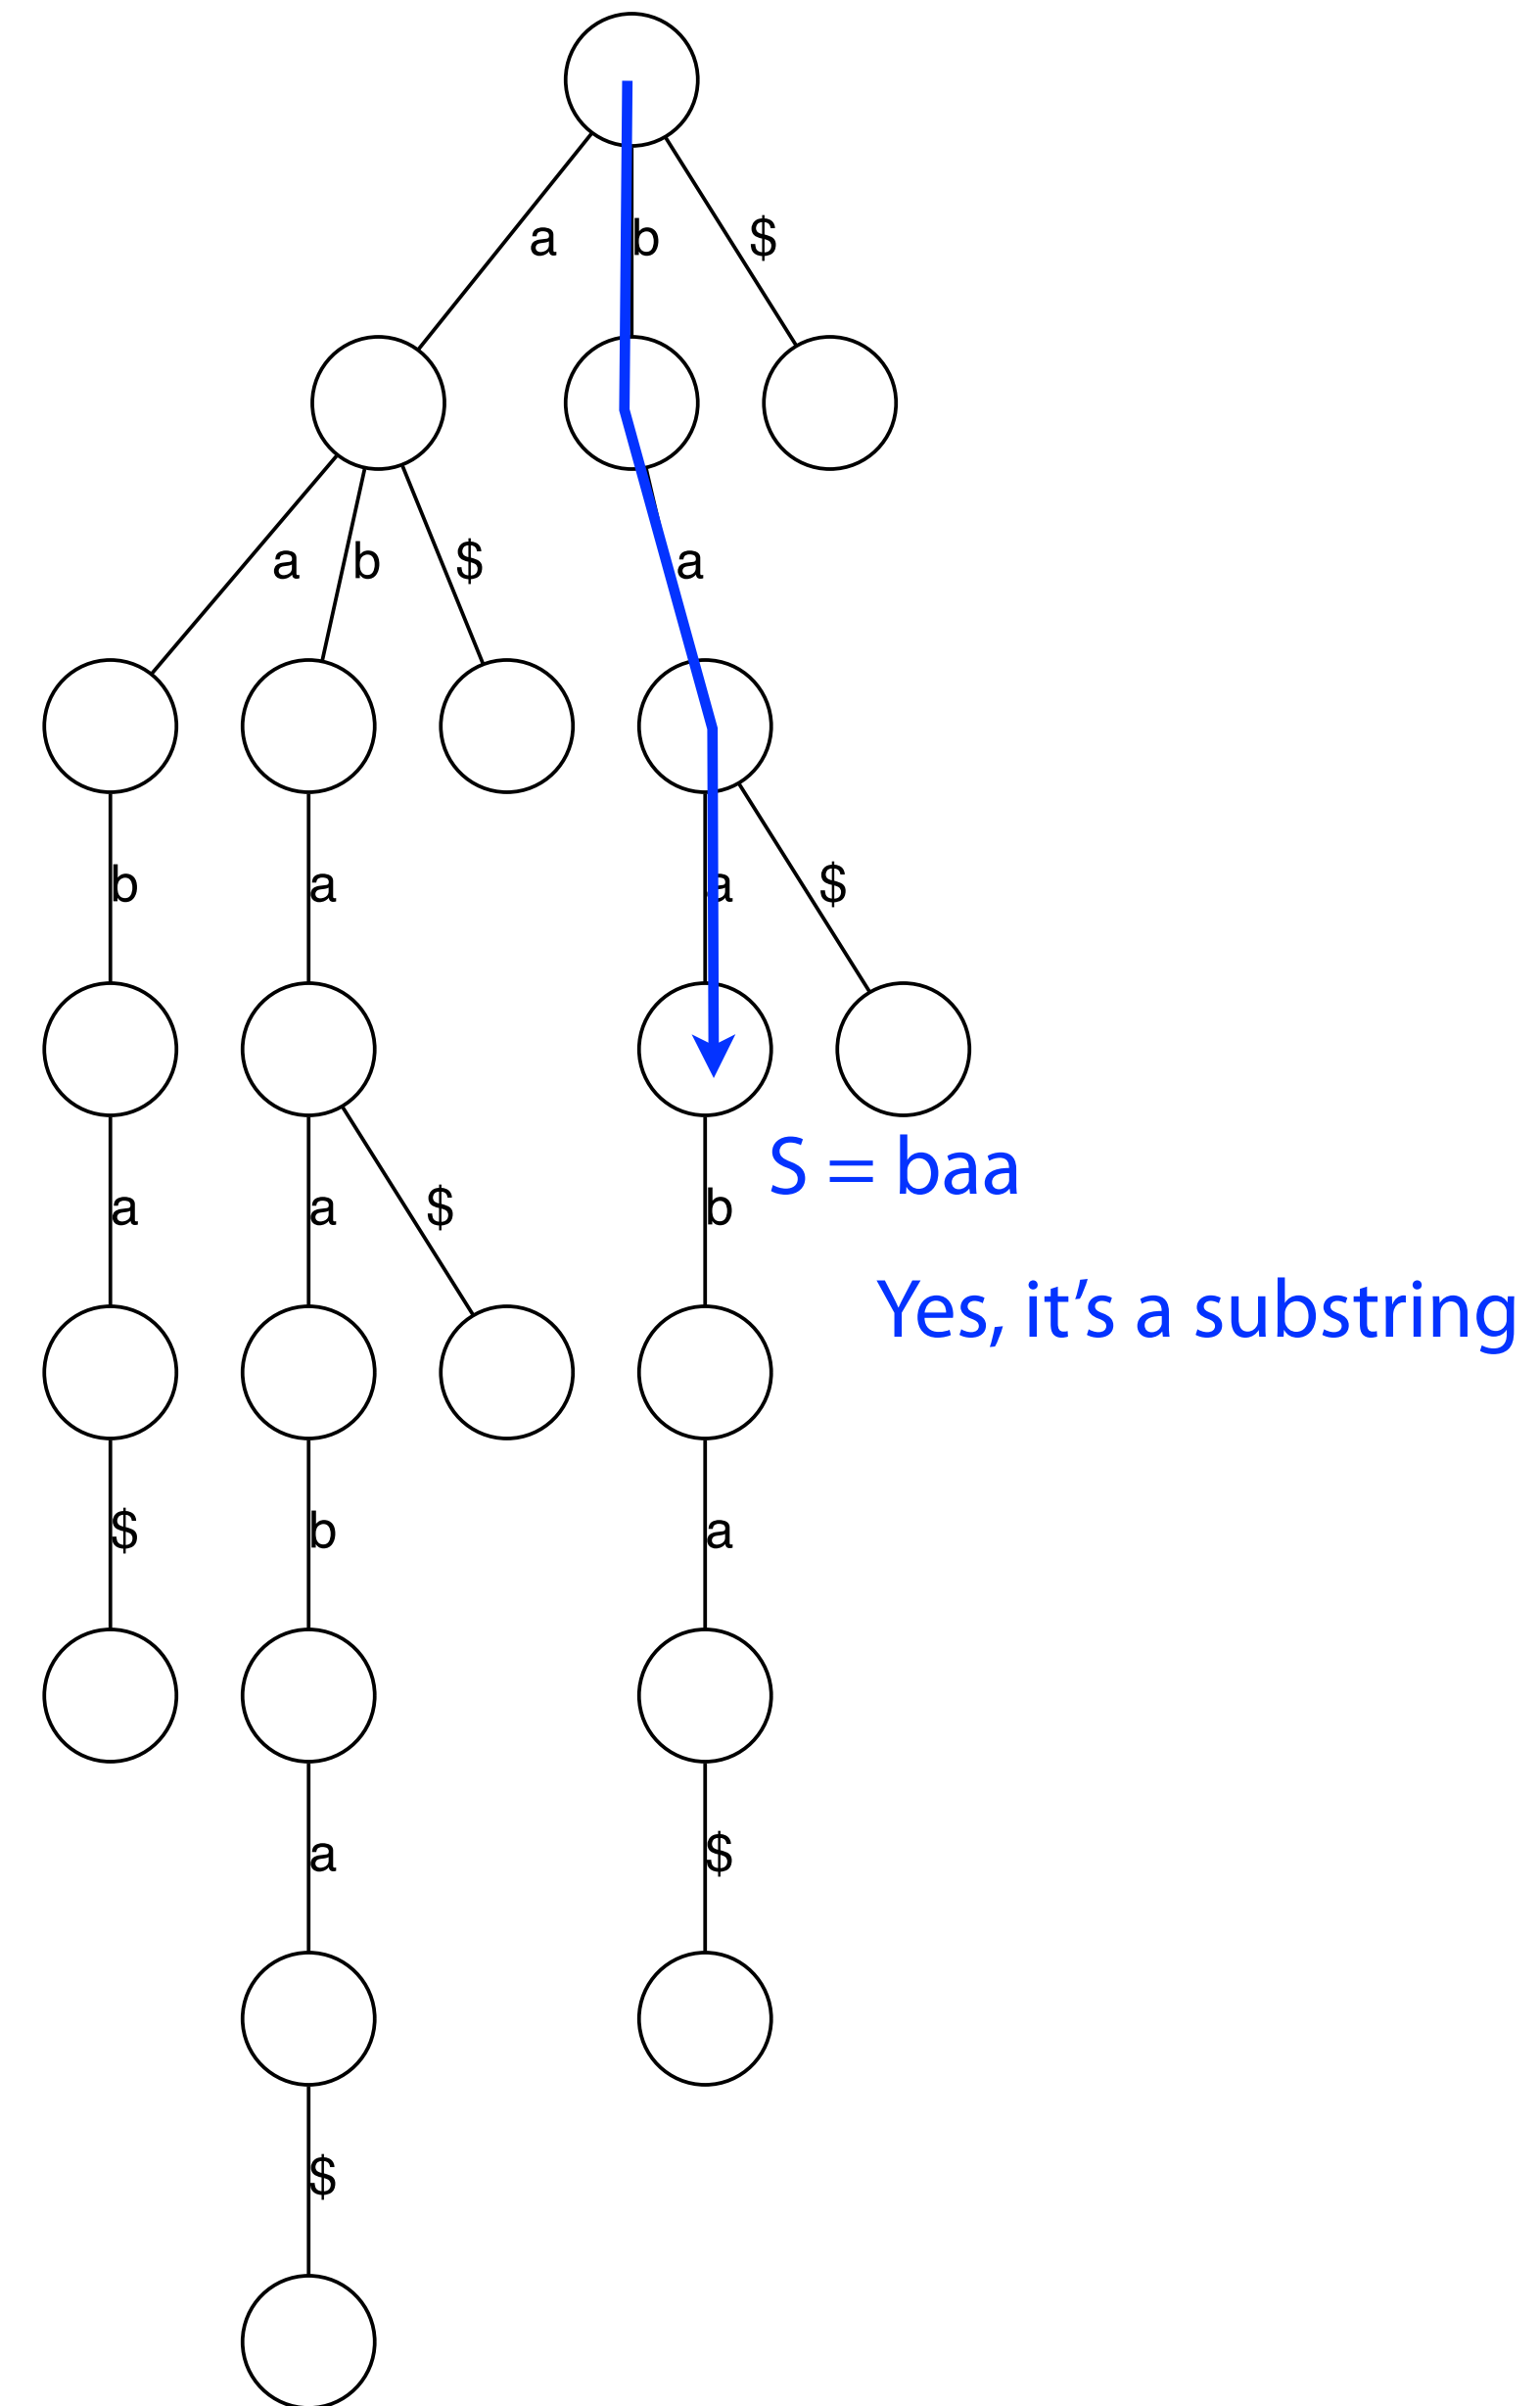 a b $
a b $ a
b a a $
S = baa
a a $ b
Yes, it’s a substring
$ b a
a $
$